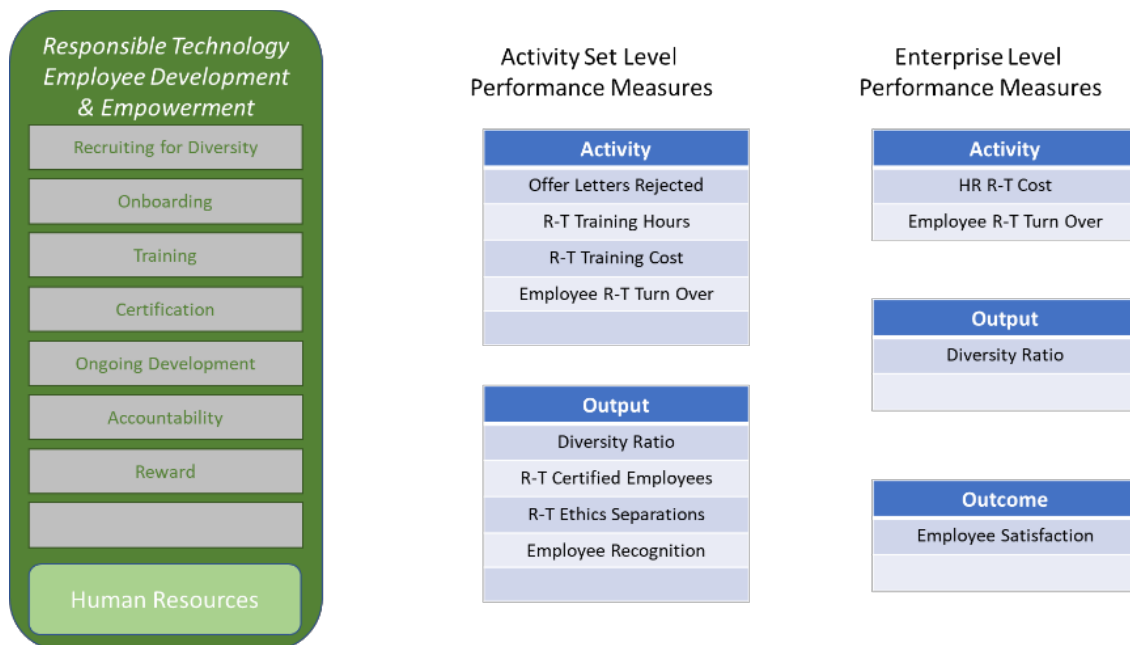 Responsible Technology
Employee Development
& Empowerment
Recruiting for Diversity
Onboarding
Training
Certification
Ongoing Development
Accountability
Reward
Human Resources
Activity Set Level
Performance Measures
Activity
Offer Letters Rejected
R-T Training Hours
R-T Training Cost
Employee R-T Turn Over
Output
Diversity Ratio
R-T Certified Employees
R-T Ethics Separations
Employee Recognition
Enterprise Level
Performance Measures
Activity
HR R-T Cost
Employee R-T Turn Over
Output
Diversity Ratio
Outcome
Employee Satisfaction